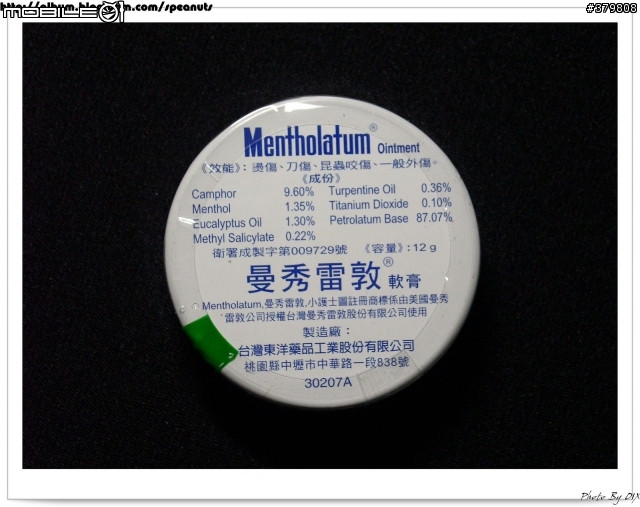 #379808
MOBILE01
Mentholatum® Ointment
《效能》：燙傷、刀傷、昆蟲咬傷、一般外傷。
《成份》
Camphor 9.60% Turpentine Oil 0.36%
Menthol 1.35% Titanium Dioxide 0.10%
Eucalyptus Oil 1.30% Petrolatum Base 87.07%
Methyl Salicylate 0.22%
衛署成製字第009729號 《容量》：12 g
曼秀雷敦® 軟膏
Mentholatum,曼秀雷敦,小護士圖註冊商標係由美國曼秀
雷敦公司授權台灣曼秀雷敦股份有限公司使用
製造廠：
台灣東洋藥品工業股份有限公司
桃園縣中壢市中華路一段838號
30207A
Photo By DIX